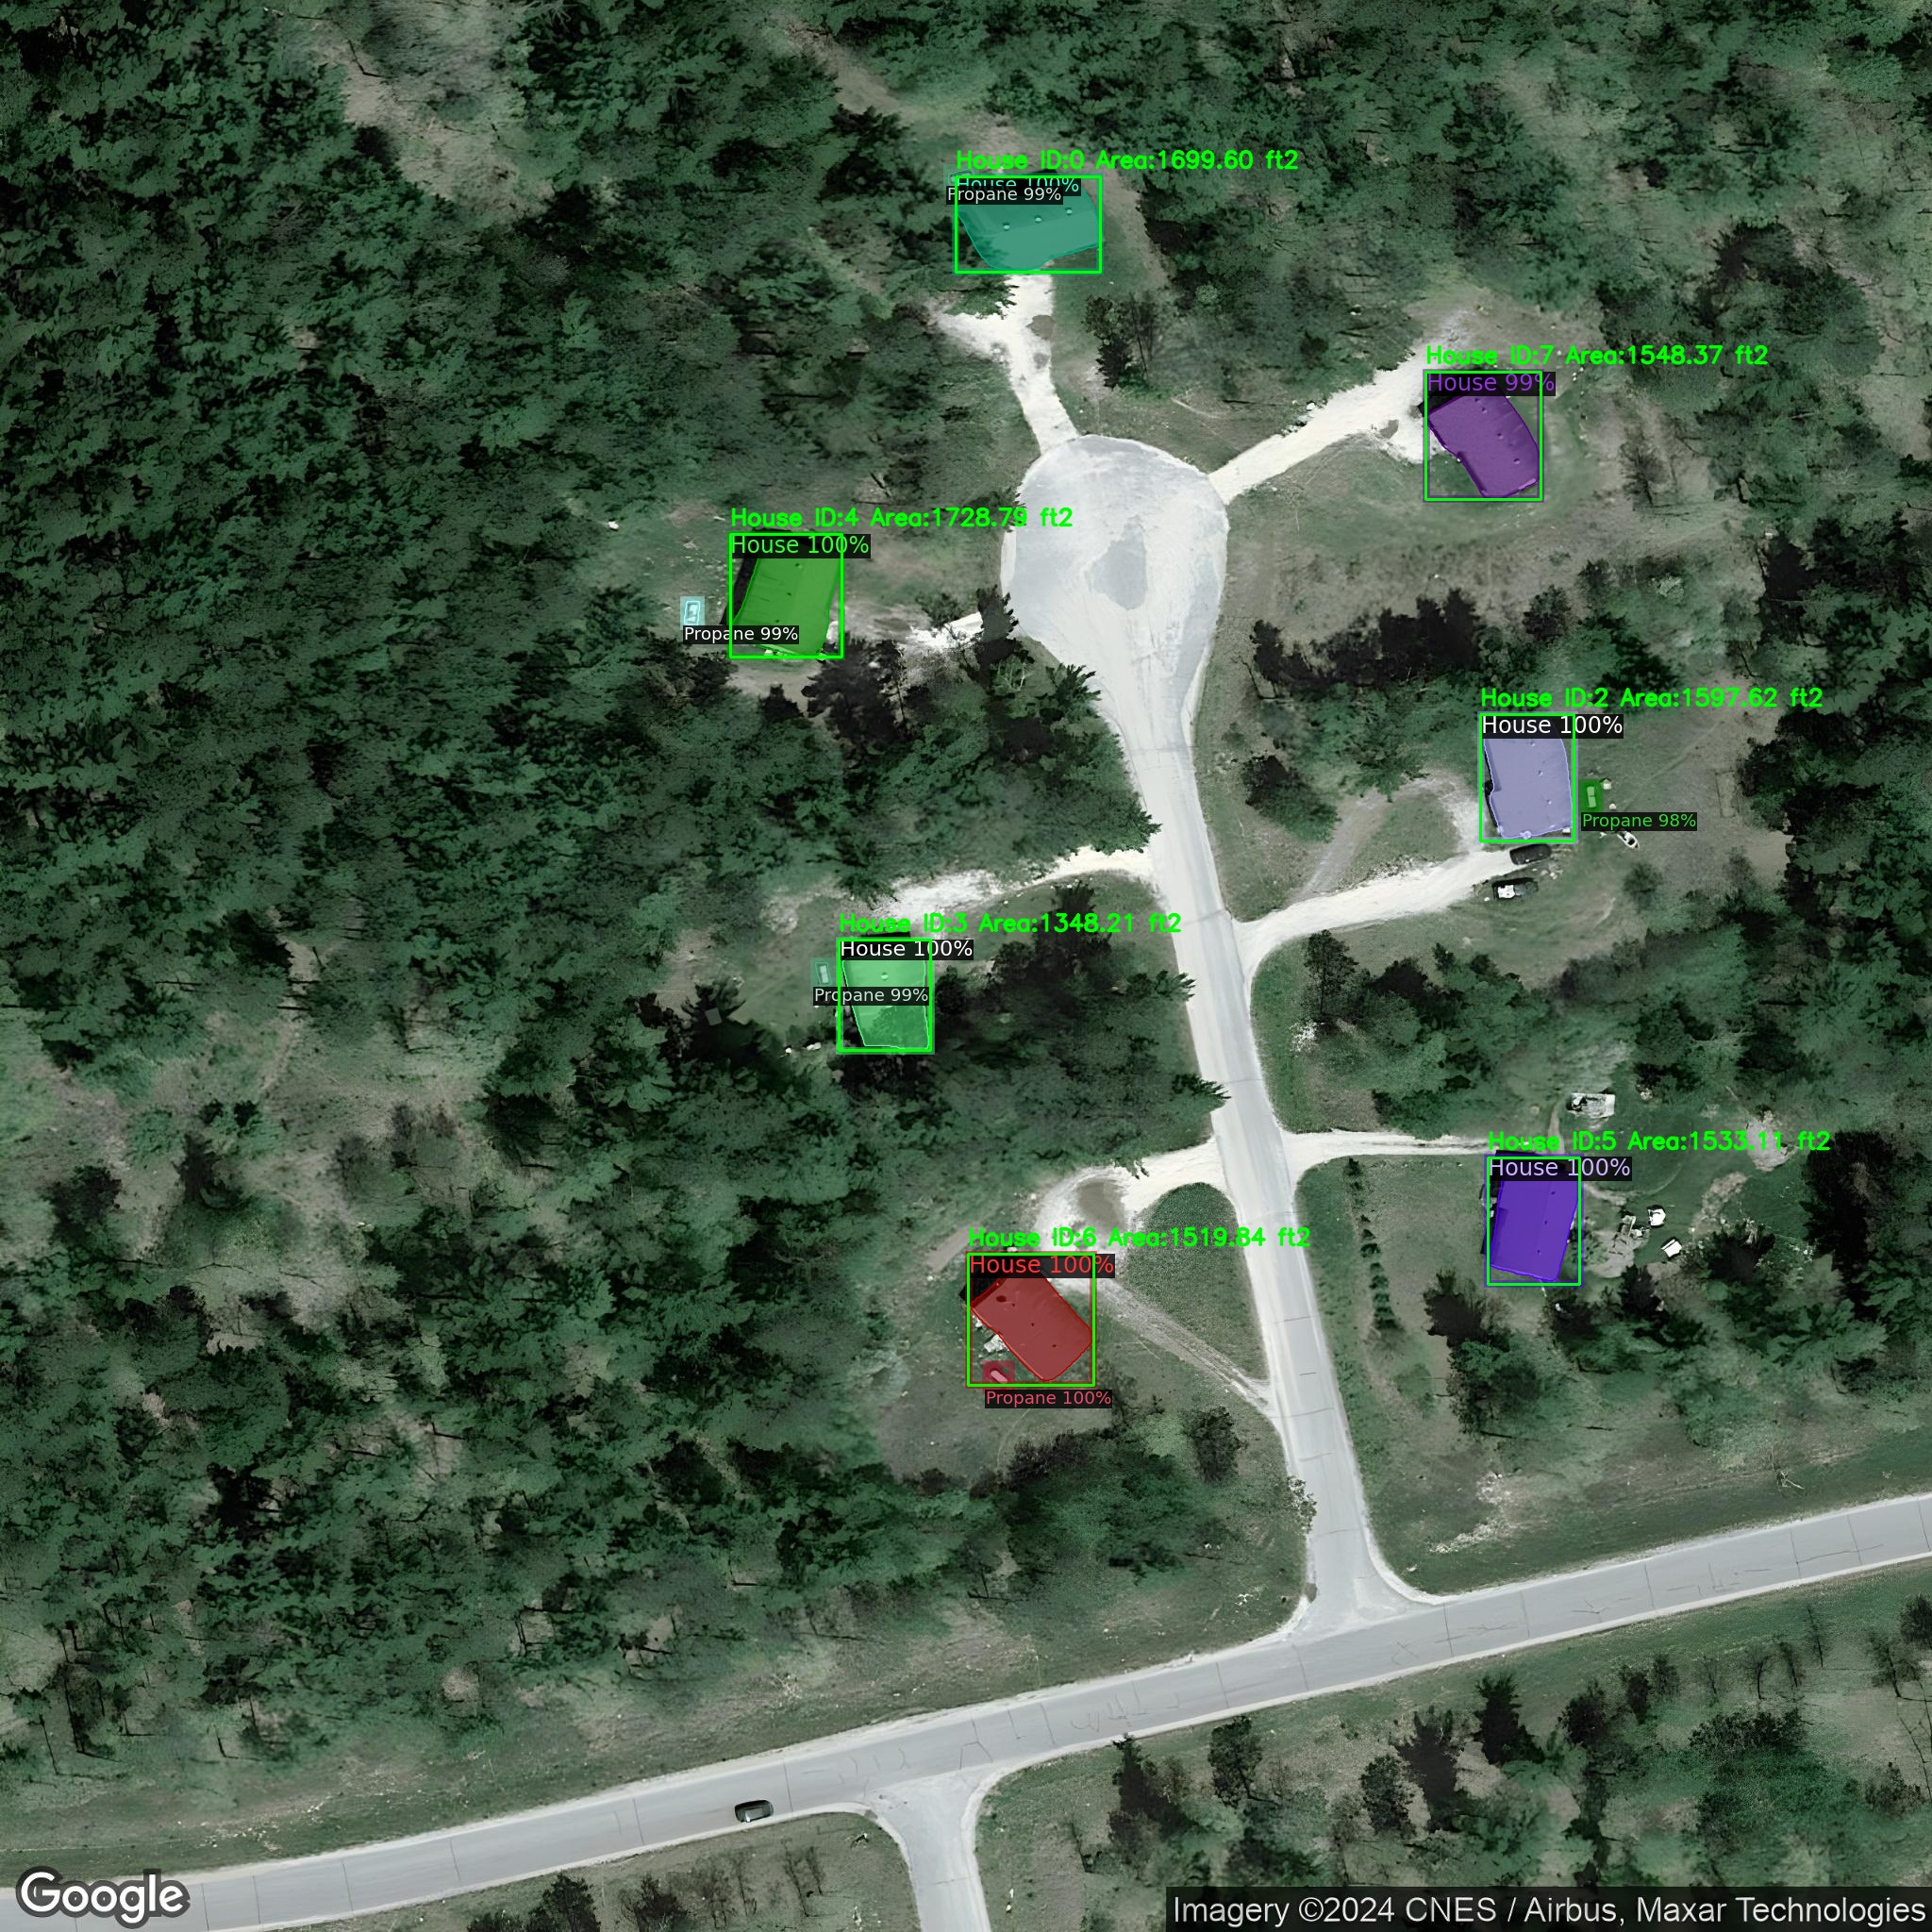 House ID:0 Area:1699.60 ft2
House 100%
Propane 99%
House ID:7 Area:1548.37 ft2
House 99%
House ID:4 Area:1728.79 ft2
House 100%
Propane 99%
House ID:2 Area:1597.62 ft2
House 100%
Propane 98%
House ID:3 Area:1348.21 ft2
House 100%
Propane 99%
House ID:5 Area:1533.11 ft2
House 100%
House ID:6 Area:1519.84 ft2
House 100%
Propane 100%
Google
Imagery ©2024 CNES / Airbus, Maxar Technologies